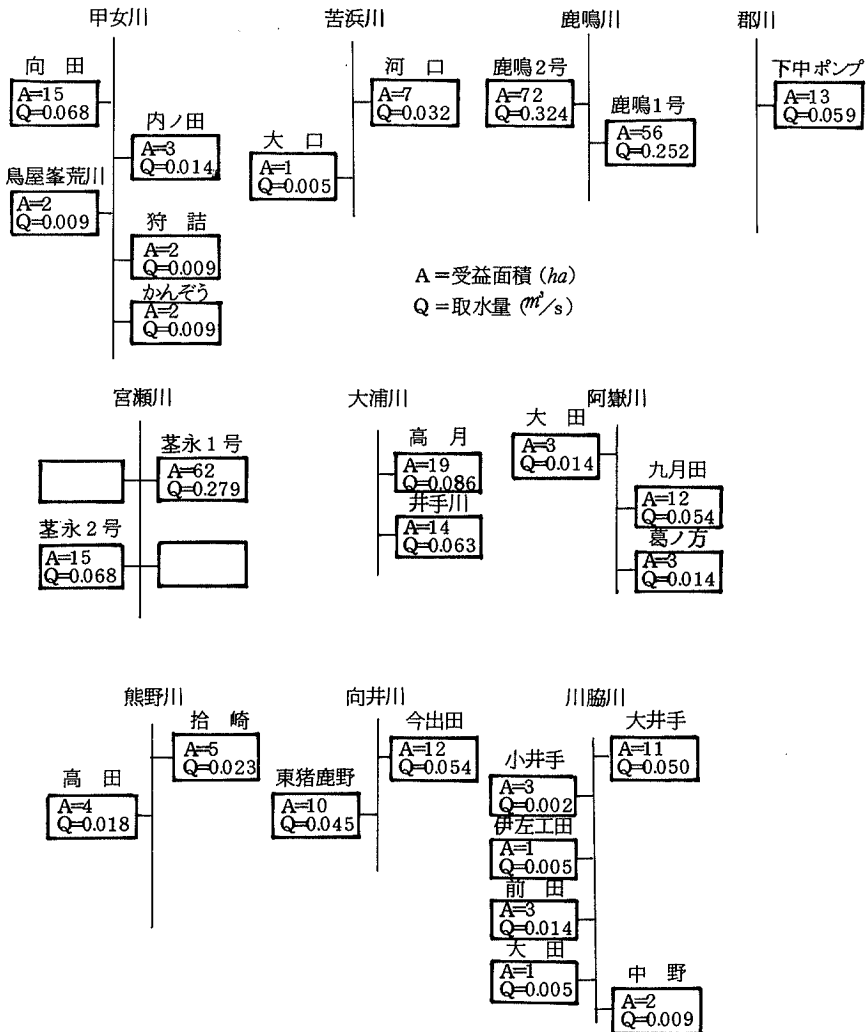 甲女川
苦浜川
鹿鳴川
郡川
向田
A=15
Q=0.068
内ノ田
A=3
Q=0.014
鳥屋峯荒川
A=2
Q=0.009
狩詰
A=2
Q=0.009
かんぞう
A=2
Q=0.009
河口
A=7
Q=0.032
大口
A=1
Q=0.005
鹿鳴2号
A=72
Q=0.324
鹿鳴1号
A=56
Q=0.252
下中ポンプ
A=13
Q=0.059
A=受益面積(ha)
Q=取水量(m³/s)
宮瀬川
大浦川
阿嶽川
茎永1号
A=62
Q=0.279
茎永2号
A=15
Q=0.068
高月
A=19
Q=0.086
井手川
A=14
Q=0.063
大田
A=3
Q=0.014
九月田
A=12
Q=0.054
葛ノ方
A=3
Q=0.014
熊野川
向井川
川脇川
拾崎
A=5
Q=0.023
高田
A=4
Q=0.018
今出田
A=12
Q=0.054
東猪鹿野
A=10
Q=0.045
大井手
A=11
Q=0.050
小井手
A=3
Q=0.002
伊左工田
A=1
Q=0.005
前田
A=3
Q=0.014
大田
A=1
Q=0.005
中野
A=2
Q=0.009